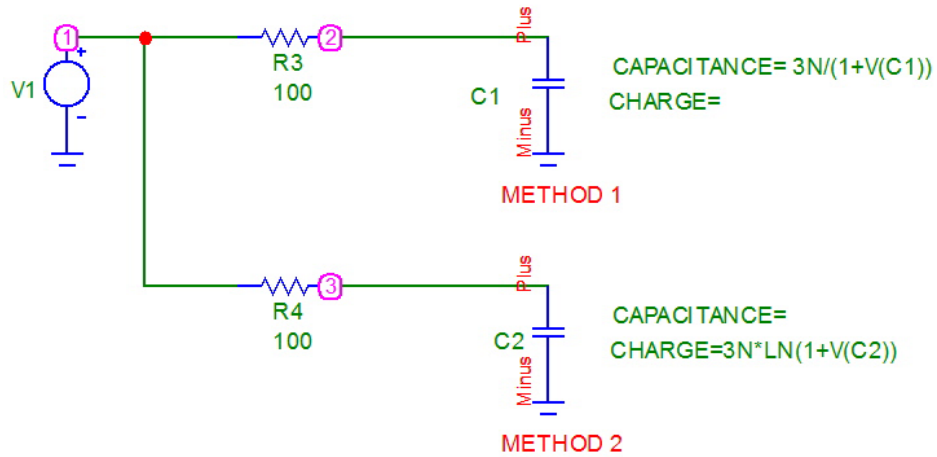 1
+
V1
-
R3
100
2
Plus
C1
Minus
CAPACITANCE= 3N/(1+V(C1))
CHARGE=
METHOD 1
R4
100
3
Plus
C2
Minus
CAPACITANCE=
CHARGE=3N*LN(1+V(C2))
METHOD 2